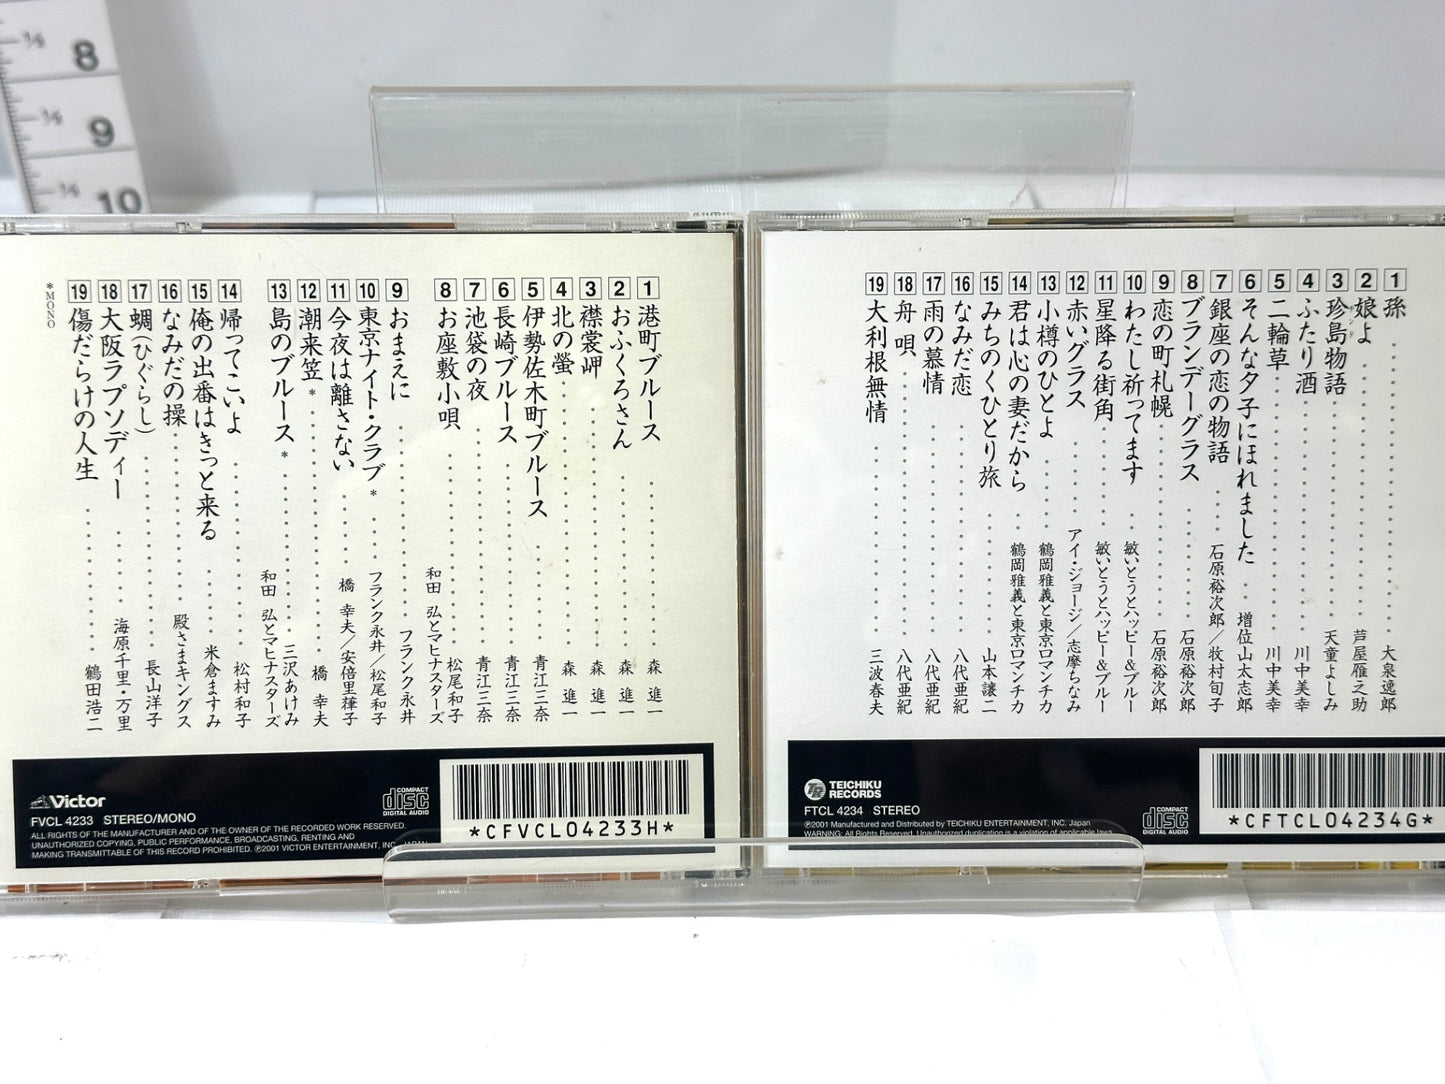 8
9
10
1 港町ブルース 森 進一
2 おふくろさん 森 進一
3 襟裳岬 森 進一
4 北の螢 森 進一
5 伊勢佐木町ブルース 青江三奈
6 長崎ブルース 青江三奈
7 池袋の夜 青江三奈
8 お座敷小唄 和田 弘とマヒナスターズ 松尾和子
9 おまえに フランク永井
10 東京ナイト・クラブ* フランク永井/松尾和子
11 今夜は離さない 橋 幸夫/安倍里葎子
12 潮来笠* 橋 幸夫
13 島のブルース* 三沢あけみ 和田 弘とマヒナスターズ
14 帰ってこいよ 松村和子
15 俺の出番はきっと来る 米倉ますみ
16 なみだの操 殿さまキングス
17 蜩(ひぐらし) 長山洋子
18 大阪ラプソディー 海原千里・万里
19 傷だらけの人生 鶴田浩二
*MONO
Victor
FVCL 4233 STEREO/MONO
ALL RIGHTS OF THE MANUFACTURER AND OF THE OWNER OF THE RECORDED WORK RESERVED.
UNAUTHORIZED COPYING, PUBLIC PERFORMANCE, BROADCASTING, RENTING AND
MAKING TRANSMITTABLE OF THIS RECORD PROHIBITED. ℗2001 VICTOR ENTERTAINMENT, INC. JAPAN
COMPACT
disc
DIGITAL AUDIO
*CFVCL04233H*
1 孫 大泉逸郎
2 娘よ 芦屋雁之助
3 珍島物語 天童よしみ
4 ふたり酒 川中美幸
5 二輪草 川中美幸
6 そんな夕子にほれました 増位山太志郎
7 銀座の恋の物語 石原裕次郎/牧村旬子
8 ブランデーグラス 石原裕次郎
9 恋の町札幌 石原裕次郎
10 わたし祈ってます 敏いとうとハッピー&ブルー
11 星降る街角 敏いとうとハッピー&ブルー
12 赤いグラス アイ・ジョージ/志摩ちなみ
13 小樽のひとよ 鶴岡雅義と東京ロマンチカ
14 君は心の妻だから 鶴岡雅義と東京ロマンチカ
15 みちのくひとり旅 山本譲二
16 なみだ恋 八代亜紀
17 雨の慕情 八代亜紀
18 舟唄 八代亜紀
19 大利根無情 三波春夫
TEICHIKU
RECORDS
FTCL 4234 STEREO
℗2001 Manufactured and Distributed by TEICHIKU ENTERTAINMENT, INC. Japan
WARNING: All Rights Reserved. Unauthorized duplication is a violation of applicable laws.
COMPACT
disc
DIGITAL AUDIO
*CFTCL04234G*